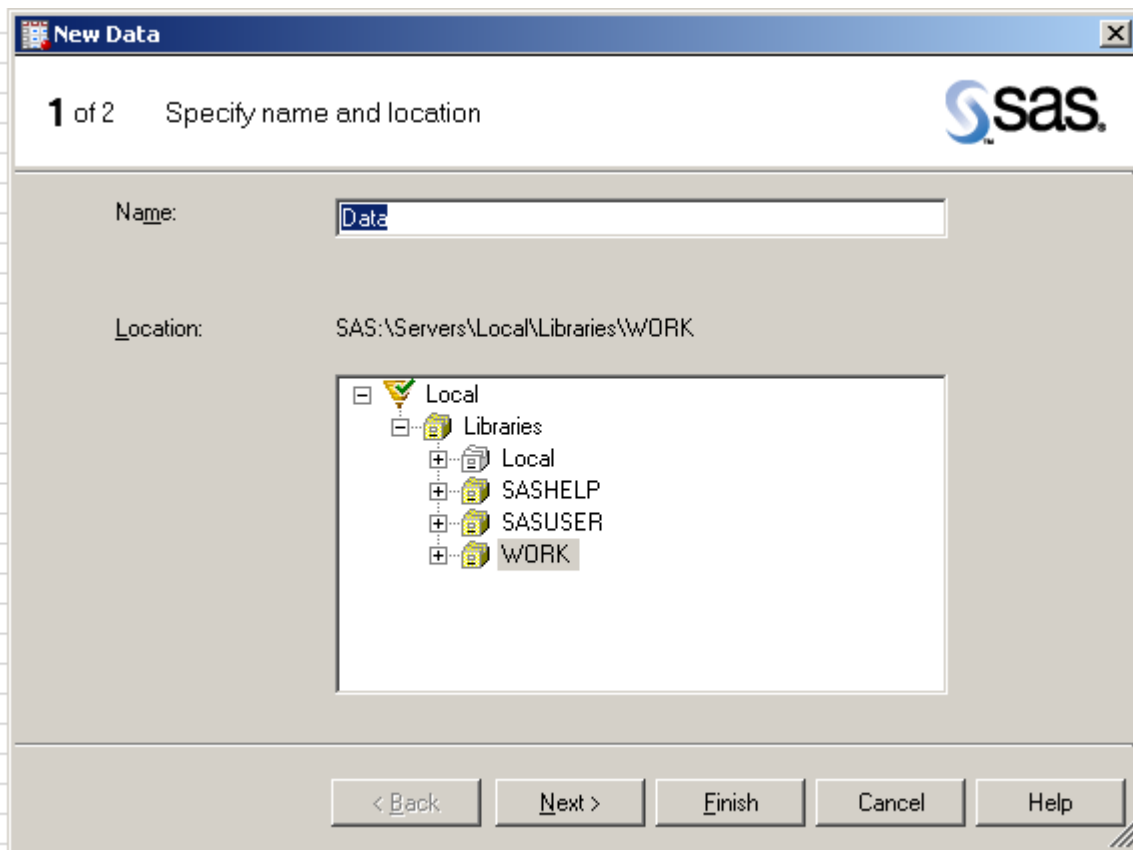 New Data
1 of 2 Specify name and location
sas.
TM
Name: Data
Location: SAS:\Servers\Local\Libraries\WORK
Local
Libraries
Local
SASHELP
SASUSER
WORK
< Back Next > Finish Cancel Help